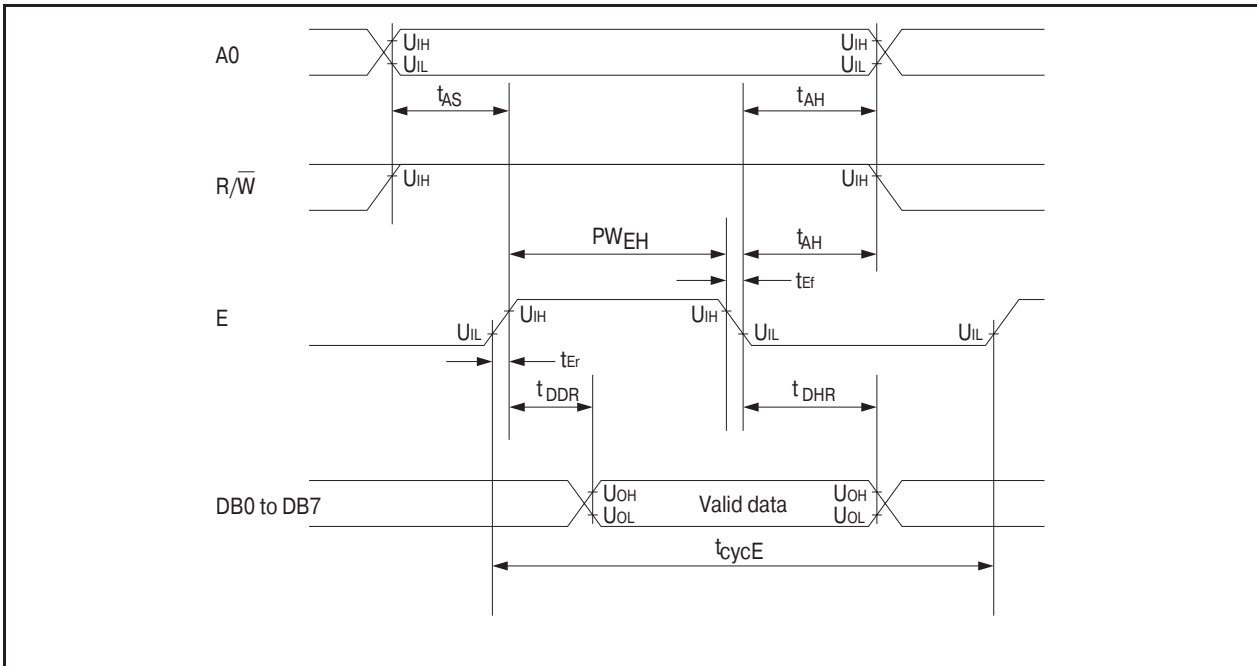 A0
UIH
UIL
UIH
UIL
tAS
tAH
R/W̅
UIH
UIH
PWEH
tAH
tEf
E
UIL
UIH
UIH
UIL
UIL
tEr
tDDR
tDHR
DB0 to DB7
UOH
UOL
Valid data
UOH
UOL
tcycE